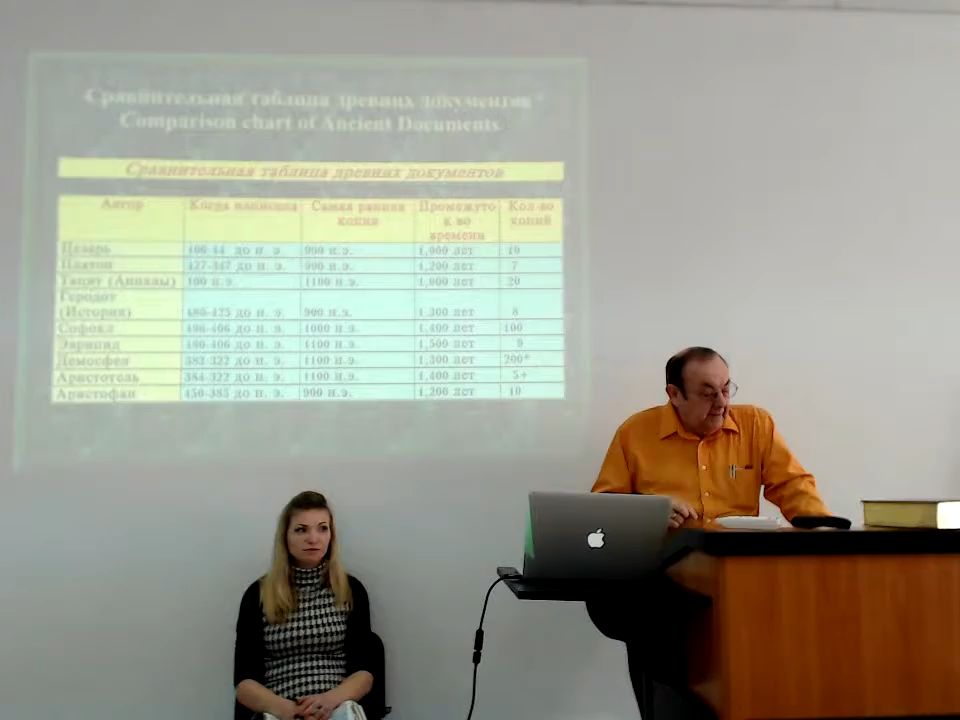 Сравнительная таблица древних документов
Comparison chart of Ancient Documents
Сравнительная таблица древних документов
Автор Когда написана Самая ранняя копия Промежуток во времени Кол-во копий
Цезарь 100-44 до н. э. 900 н.э. 1,000 лет 10
Платон 427-347 до н. э. 900 н.э. 1,200 лет 7
Тацит (Анналы) 100 н.э. 1100 н.э. 1,000 лет 20
Геродот (История) 480-425 до н. э. 900 н.э. 1,300 лет 8
Софокл 496-406 до н. э. 1000 н.э. 1,400 лет 100
Эврипид 480-406 до н. э. 1100 н.э. 1,500 лет 9
Демосфен 383-322 до н. э. 1100 н.э. 1,300 лет 200*
Аристотель 384-322 до н. э. 1100 н.э. 1,400 лет 5+
Аристофан 450-385 до н. э. 900 н.э. 1,200 лет 10